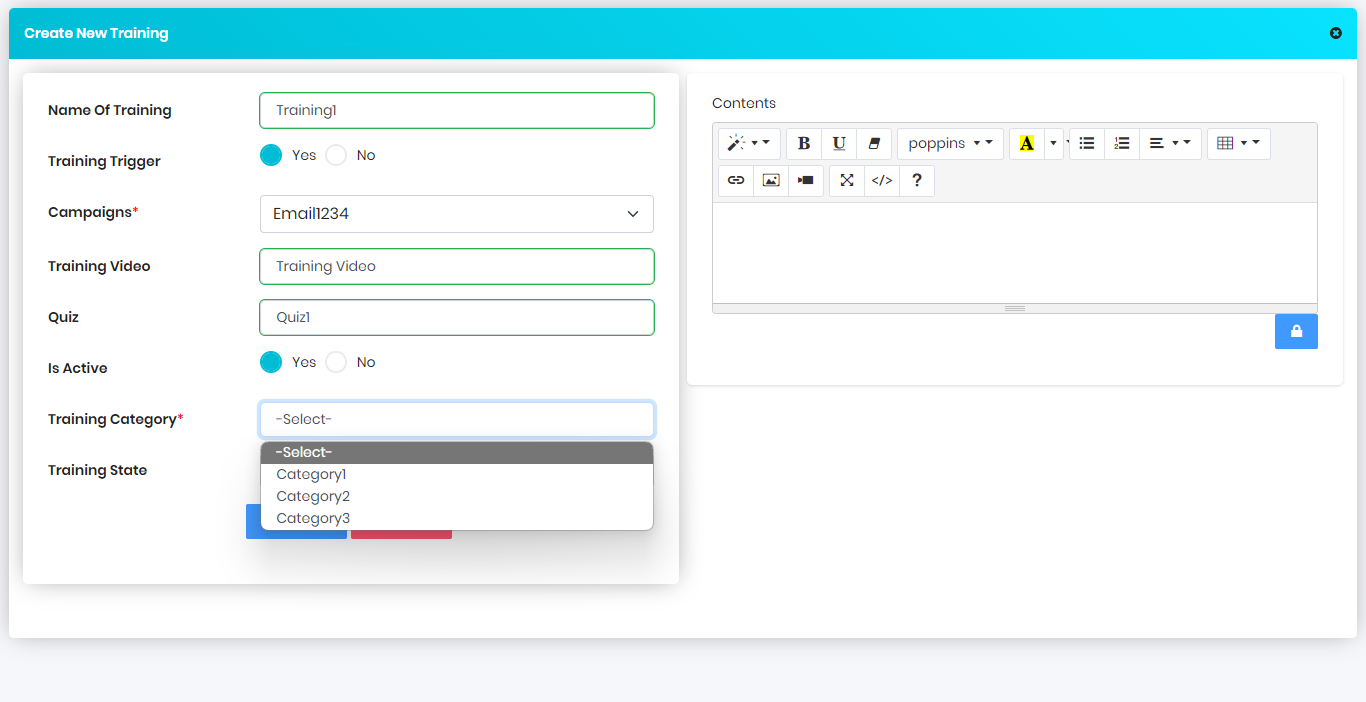 Create New Training
Name Of Training
Training1
Training Trigger
Yes
No
Campaigns*
Email1234
Training Video
Training Video
Quiz
Quiz1
Is Active
Yes
No
Training Category*
-Select-
-Select-
Category1
Category2
Category3
Training State
Contents
B U poppins A
</> ?